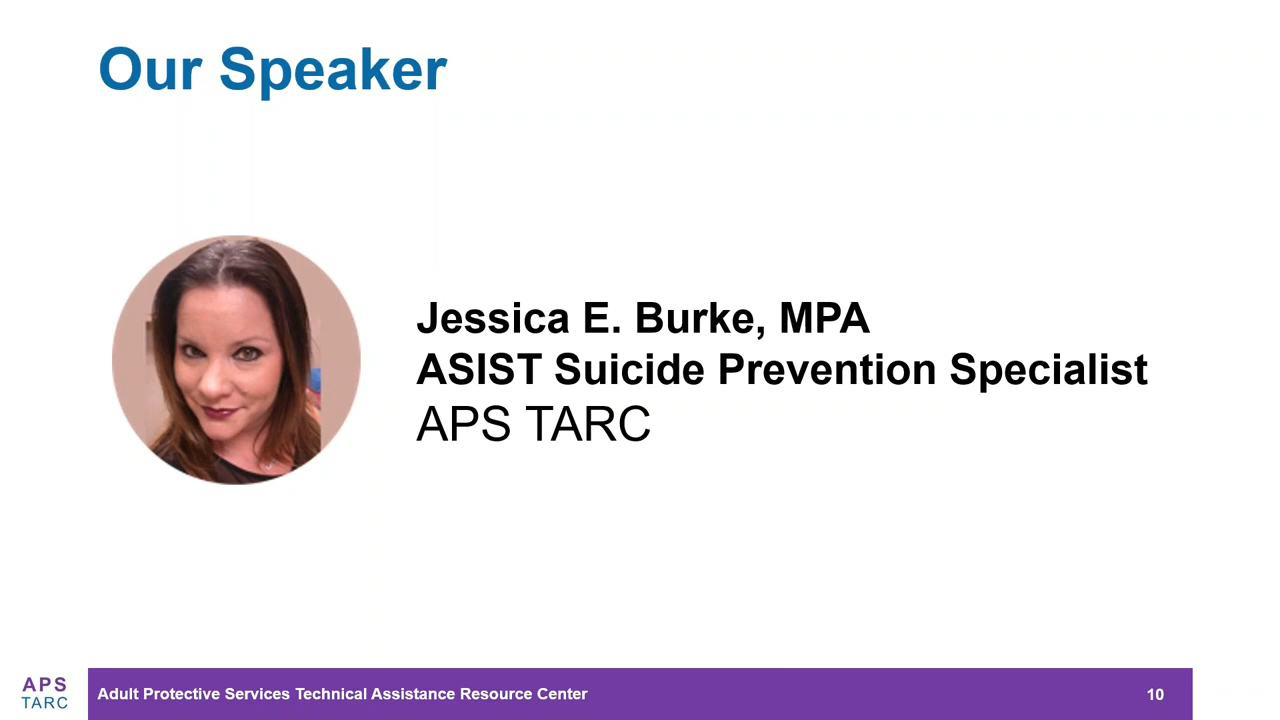 Our Speaker
Jessica E. Burke, MPA
ASIST Suicide Prevention Specialist
APS TARC
APS
TARC
Adult Protective Services Technical Assistance Resource Center
10